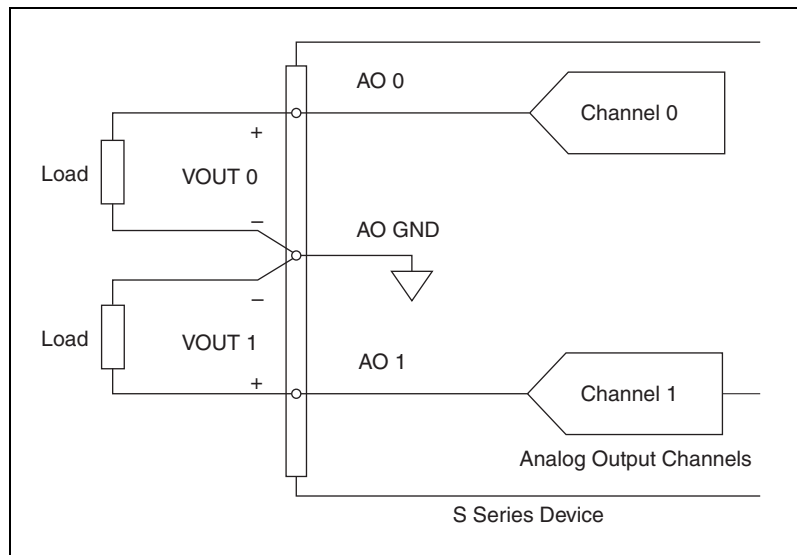 AO 0
Channel 0
+
Load
VOUT 0
–
AO GND
–
Load
VOUT 1
+
AO 1
Channel 1
Analog Output Channels
S Series Device